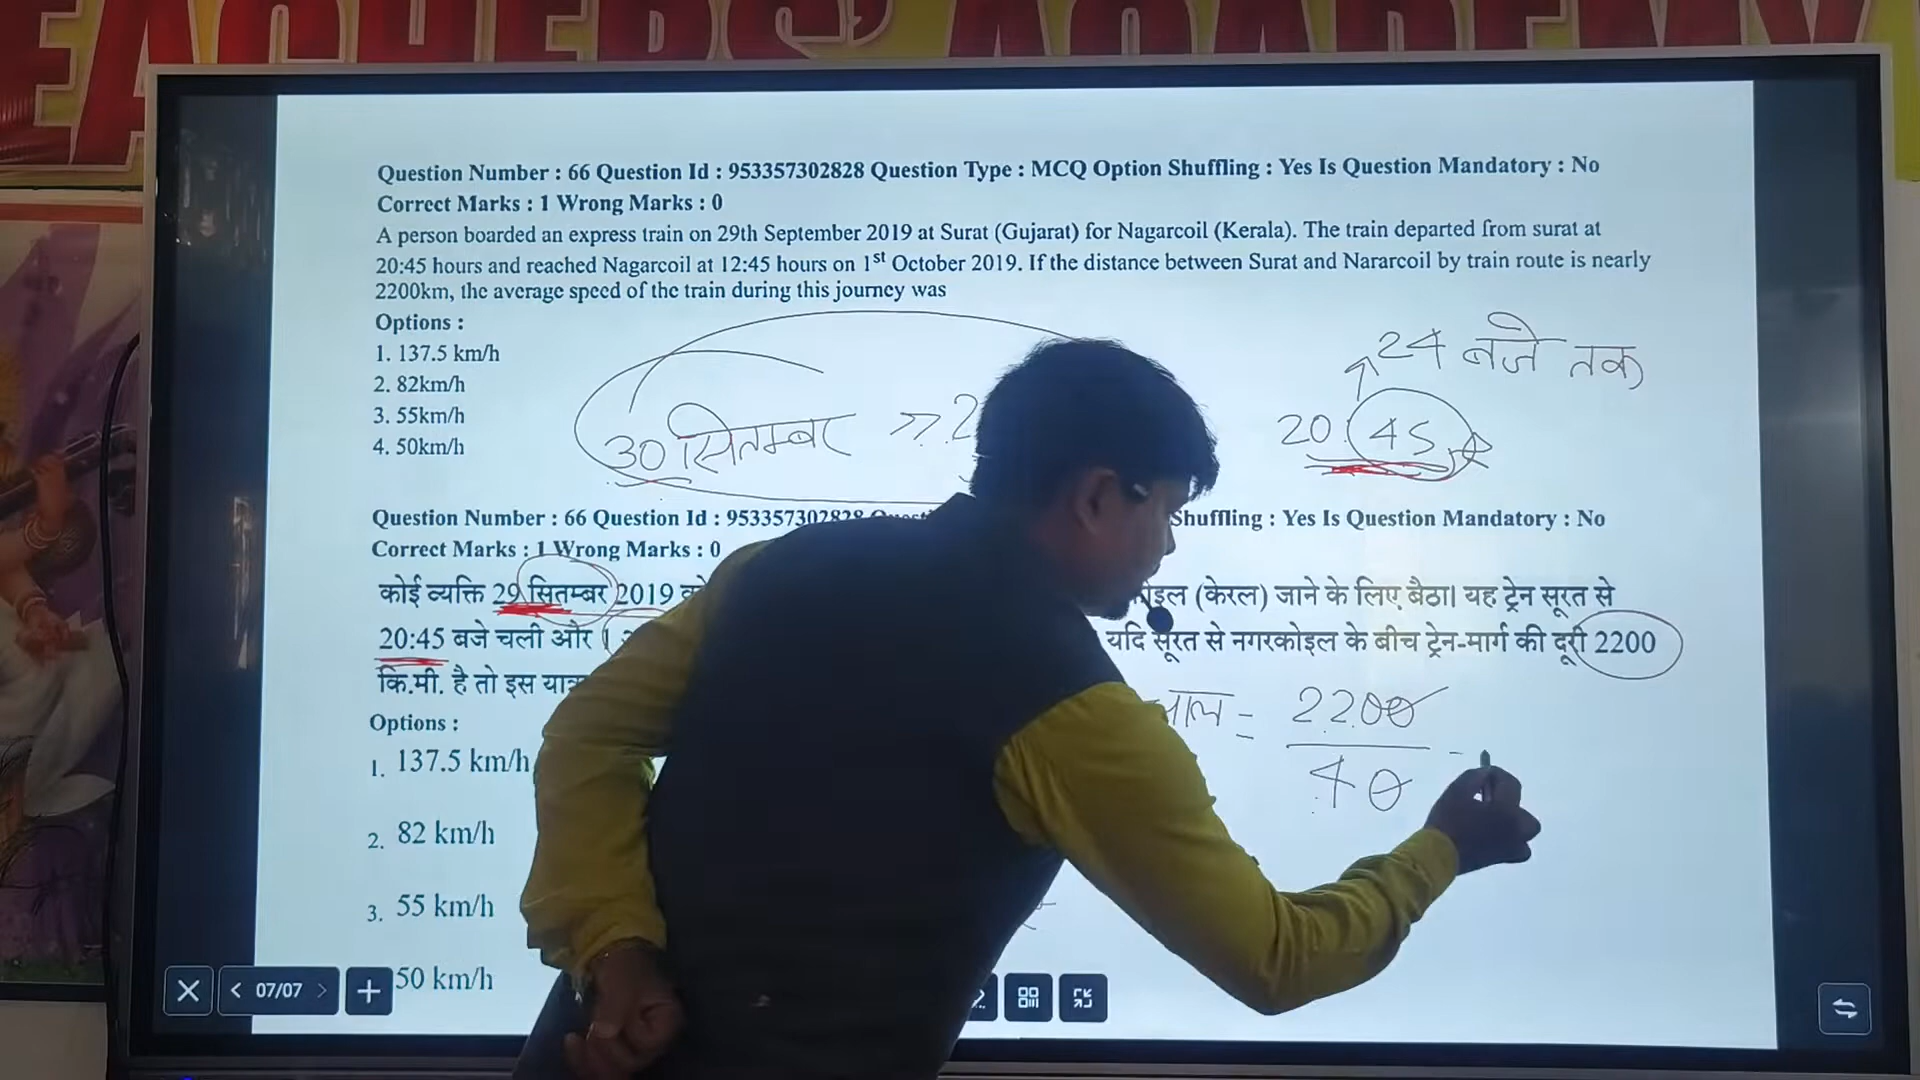 TEACHERS' ACADEMY
Question Number : 66 Question Id : 953357302828 Question Type : MCQ Option Shuffling : Yes Is Question Mandatory : No
Correct Marks : 1 Wrong Marks : 0
A person boarded an express train on 29th September 2019 at Surat (Gujarat) for Nagarcoil (Kerala). The train departed from surat at
20:45 hours and reached Nagarcoil at 12:45 hours on 1st October 2019. If the distance between Surat and Nararcoil by train route is nearly
2200km, the average speed of the train during this journey was
Options :
1. 137.5 km/h
2. 82km/h
3. 55km/h
4. 50km/h
24 बजे तक
30 सितम्बर
20.45
Question Number : 66 Question Id : 953357302828 Shuffling : Yes Is Question Mandatory : No
Correct Marks : 1 Wrong Marks : 0
कोई व्यक्ति 29 सितम्बर 2019 (केरल) जाने के लिए बैठा। यह ट्रेन सूरत से
20:45 बजे चली और यदि सूरत से नगरकोइल के बीच ट्रेन-मार्ग की दूरी 2200
कि.मी. है तो इस
= 2200
40
Options :
1. 137.5 km/h
2. 82 km/h
3. 55 km/h
50 km/h
07/07